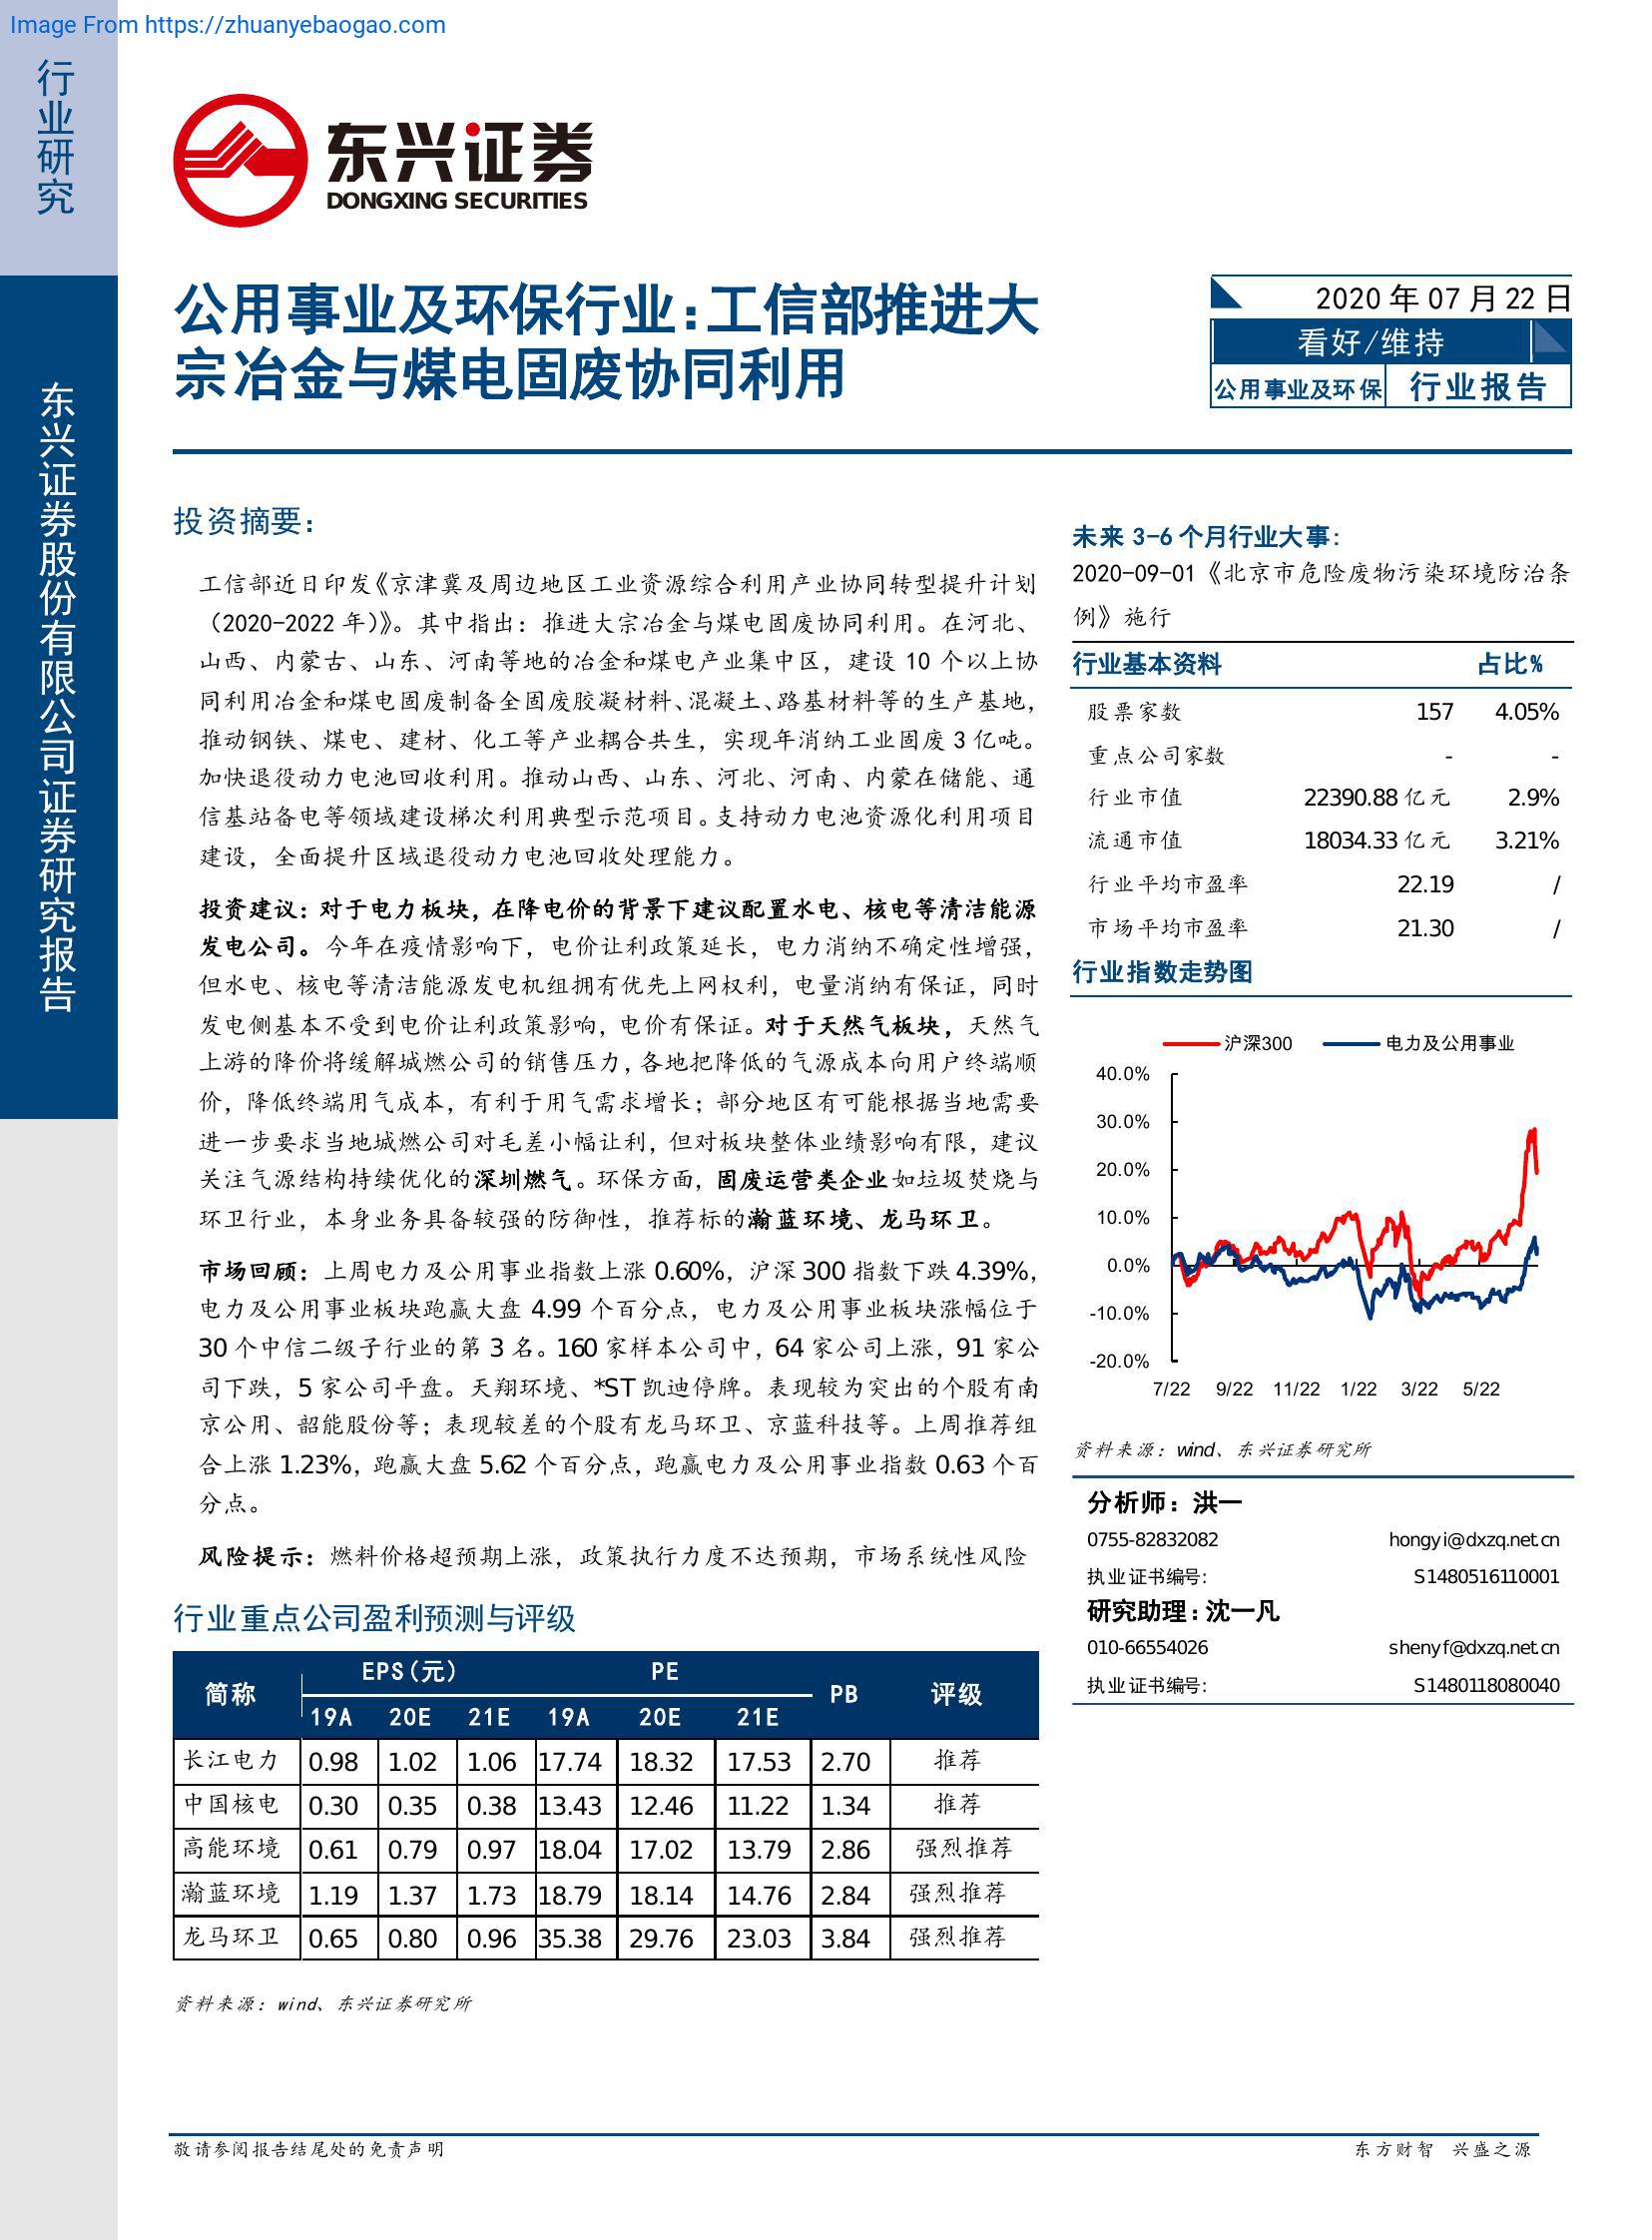 Image From https://zhuanyebaogao.com
行业研究
东兴证券股份有限公司证券研究报告
东兴证券
DONGXING SECURITIES
公用事业及环保行业:工信部推进大
宗冶金与煤电固废协同利用
2020 年 07 月 22 日
看好/维持
公用事业及环保 行业报告
投资摘要:
工信部近日印发《京津冀及周边地区工业资源综合利用产业协同转型提升计划
(2020-2022 年)》。其中指出:推进大宗冶金与煤电固废协同利用。在河北、
山西、内蒙古、山东、河南等地的冶金和煤电产业集中区,建设 10 个以上协
同利用冶金和煤电固废制备全固废胶凝材料、混凝土、路基材料等的生产基地,
推动钢铁、煤电、建材、化工等产业耦合共生,实现年消纳工业固废 3 亿吨。
加快退役动力电池回收利用。推动山西、山东、河北、河南、内蒙在储能、通
信基站备电等领域建设梯次利用典型示范项目。支持动力电池资源化利用项目
建设,全面提升区域退役动力电池回收处理能力。
投资建议:对于电力板块,在降电价的背景下建议配置水电、核电等清洁能源
发电公司。今年在疫情影响下,电价让利政策延长,电力消纳不确定性增强,
但水电、核电等清洁能源发电机组拥有优先上网权利,电量消纳有保证,同时
发电侧基本不受到电价让利政策影响,电价有保证。对于天然气板块,天然气
上游的降价将缓解城燃公司的销售压力,各地把降低的气源成本向用户终端顺
价,降低终端用气成本,有利于用气需求增长;部分地区有可能根据当地需要
进一步要求当地城燃公司对毛差小幅让利,但对板块整体业绩影响有限,建议
关注气源结构持续优化的深圳燃气。环保方面,固废运营类企业如垃圾焚烧与
环卫行业,本身业务具备较强的防御性,推荐标的瀚蓝环境、龙马环卫。
市场回顾:上周电力及公用事业指数上涨 0.60%,沪深 300 指数下跌 4.39%,
电力及公用事业板块跑赢大盘 4.99 个百分点,电力及公用事业板块涨幅位于
30 个中信二级子行业的第 3 名。160 家样本公司中,64 家公司上涨,91 家公
司下跌,5 家公司平盘。天翔环境、*ST 凯迪停牌。表现较为突出的个股有南
京公用、韶能股份等;表现较差的个股有龙马环卫、京蓝科技等。上周推荐组
合上涨 1.23%,跑赢大盘 5.62 个百分点,跑赢电力及公用事业指数 0.63 个百
分点。
风险提示:燃料价格超预期上涨,政策执行力度不达预期,市场系统性风险
行业重点公司盈利预测与评级
简称 EPS(元) PE PB 评级
19A 20E 21E 19A 20E 21E
长江电力 0.98 1.02 1.06 17.74 18.32 17.53 2.70 推荐
中国核电 0.30 0.35 0.38 13.43 12.46 11.22 1.34 推荐
高能环境 0.61 0.79 0.97 18.04 17.02 13.79 2.86 强烈推荐
瀚蓝环境 1.19 1.37 1.73 18.79 18.14 14.76 2.84 强烈推荐
龙马环卫 0.65 0.80 0.96 35.38 29.76 23.03 3.84 强烈推荐
资料来源:wind、东兴证券研究所
未来 3-6 个月行业大事:
2020-09-01《北京市危险废物污染环境防治条
例》施行
行业基本资料 占比%
股票家数 157 4.05%
重点公司家数 - -
行业市值 22390.88 亿元 2.9%
流通市值 18034.33 亿元 3.21%
行业平均市盈率 22.19 /
市场平均市盈率 21.30 /
行业指数走势图
沪深300 电力及公用事业
40.0%
30.0%
20.0%
10.0%
0.0%
-10.0%
-20.0%
7/22 9/22 11/22 1/22 3/22 5/22
资料来源:wind、东兴证券研究所
分析师:洪一
0755-82832082 hongyi@dxzq.net.cn
执业证书编号: S1480516110001
研究助理:沈一凡
010-66554026 shenyf@dxzq.net.cn
执业证书编号: S1480118080040
敬请参阅报告结尾处的免责声明
东方财智 兴盛之源